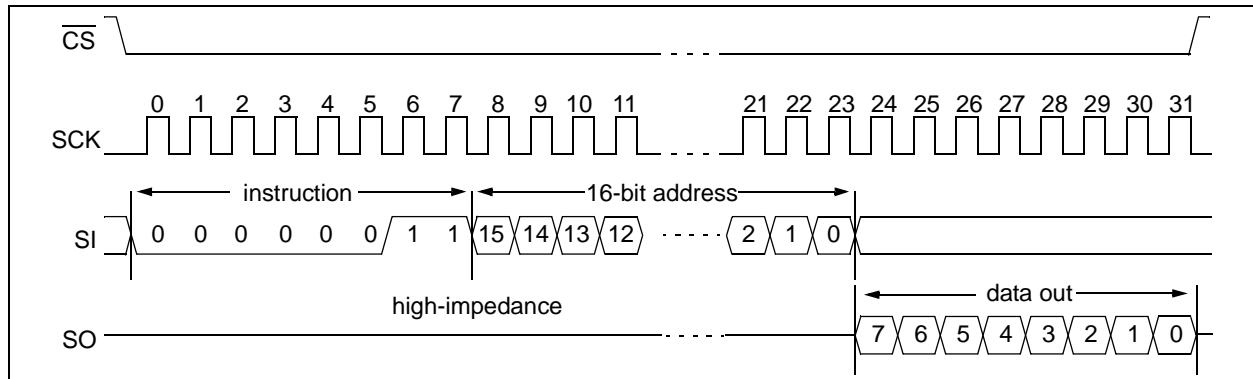 CS
0 1 2 3 4 5 6 7 8 9 10 11 21 22 23 24 25 26 27 28 29 30 31
SCK
instruction 16-bit address
SI 0 0 0 0 0 0 1 1 15 14 13 12 2 1 0
high-impedance data out
SO 7 6 5 4 3 2 1 0